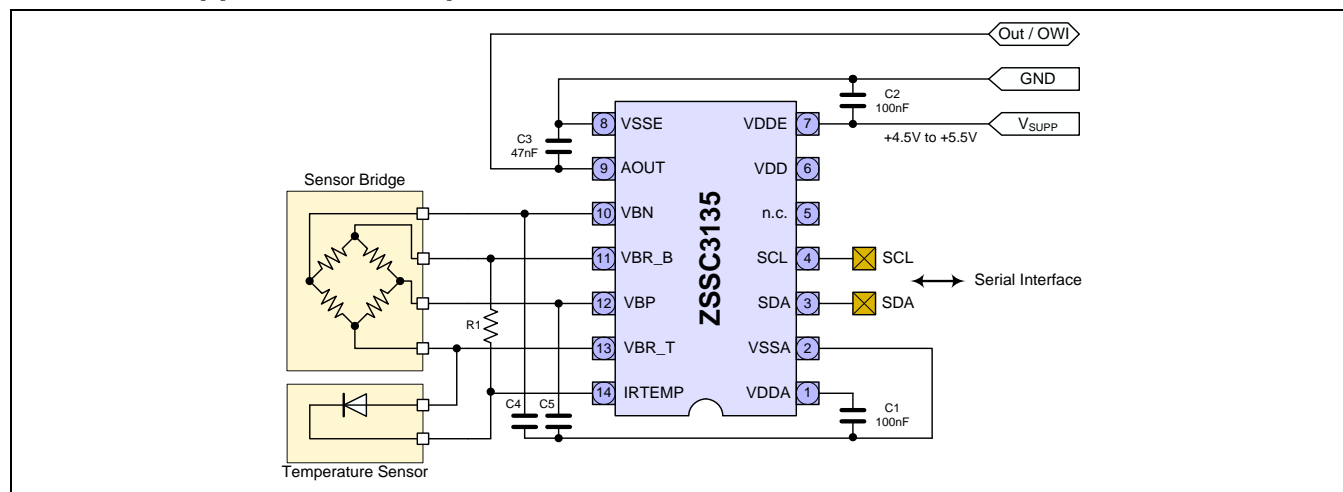 Out / OWI
GND
C2
100nF
8 VSSE VDDE 7
+4.5V to +5.5V
VSUPP
C3
47nF
9 AOUT VDD 6
Sensor Bridge
10 VBN n.c. 5
ZSSC3135
11 VBR_B SCL 4 SCL
Serial Interface
12 VBP SDA 3 SDA
R1
13 VBR_T VSSA 2
14 IRTEMP VDDA 1
C4 C5
C1
100nF
Temperature Sensor